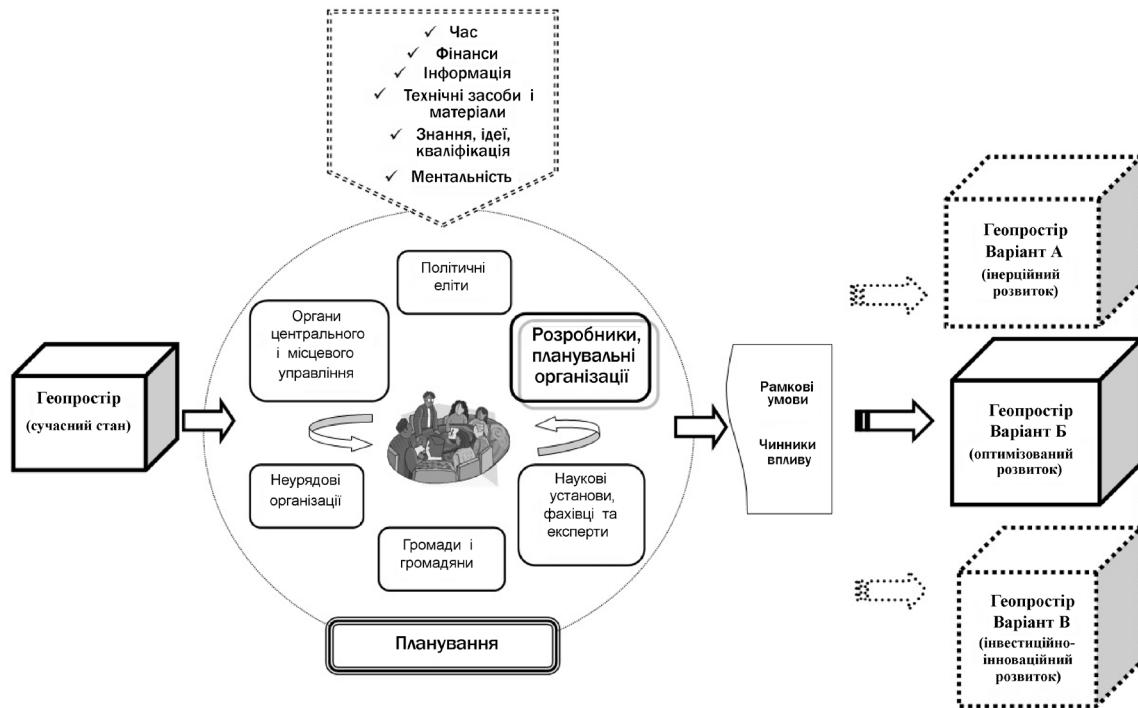 ✓ Час
✓ Фінанси
✓ Інформація
✓ Технічні засоби і
матеріали
✓ Знання, ідеї,
кваліфікація
✓ Ментальність
Політичні
еліти
Органи
центрального
і місцевого
управління
Розробники,
планувальні
організації
Геопростір
(сучасний стан)
Неурядові
організації
Наукові
установи,
фахівці та
експерти
Громади і
громадяни
Планування
Рамкові
умови
Чинники
впливу
Геопростір
Варіант А
(інерційний
розвиток)
Геопростір
Варіант Б
(оптимізований
розвиток)
Геопростір
Варіант В
(інвестиційно-
інноваційний
розвиток)